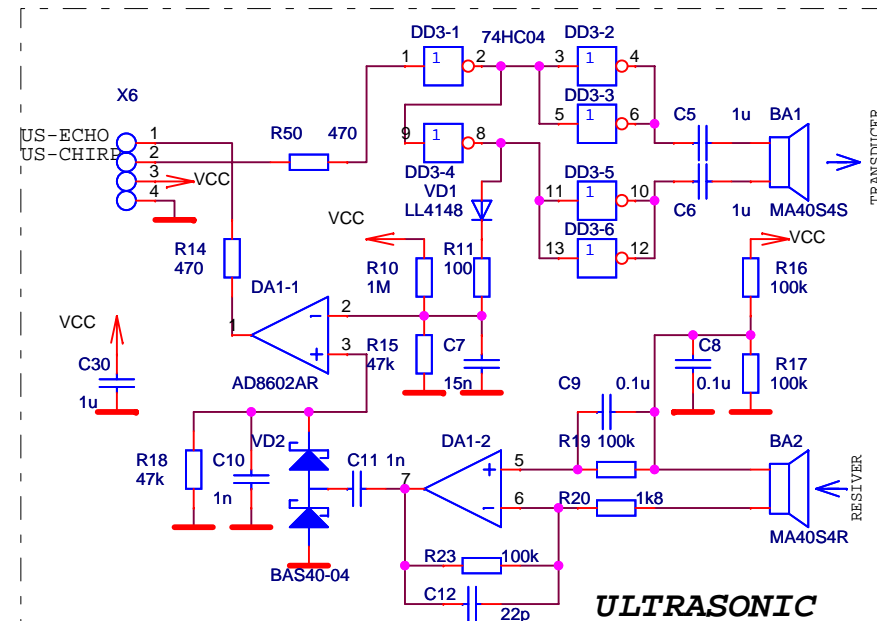 DD3-1
74HC04
DD3-2
1
1
2
3
1
4
DD3-3
X6
5
1
6
C5
1u
BA1
US-ECHO
1
R50
470
9
1
8
US-CHIRP
2
DD3-4
DD3-5
TRANSDUCER
3
VCC
VD1
11
1
10
4
LL4148
C6
1u
MA40S4S
VCC
DD3-6
R14
470
R10
1M
R11
100
13
1
12
VCC
R16
100k
DA1-1
2
VCC
1
3
R15
47k
C7
C8
R17
100k
C30
1u
AD8602AR
15n
C9
0.1u
0.1u
R18
47k
C10
1n
VD2
C11
1n
DA1-2
R19
100k
BA2
7
5
6
R20
1k8
RESIVER
MA40S4R
R23
100k
BAS40-04
C12
22p
ULTRASONIC